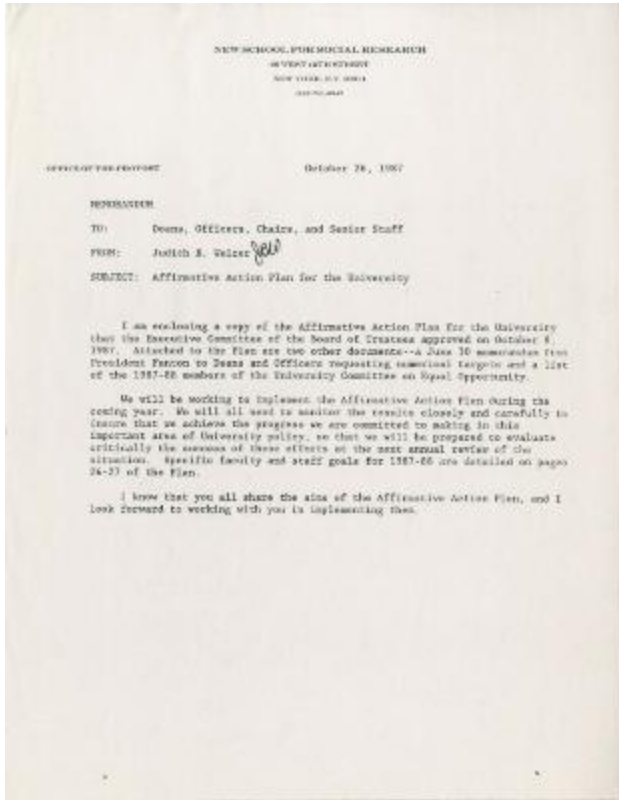 NEW SCHOOL FOR SOCIAL RESEARCH
66 WEST 12TH STREET
NEW YORK, N.Y. 10011
OFFICE OF THE PROVOST
October 28, 1987
MEMORANDUM
TO: Deans, Officers, Chairs, and Senior Staff
FROM: Judith B. Walzer
SUBJECT: Affirmative Action Plan for the University
I am enclosing a copy of the Affirmative Action Plan for the University
that the Executive Committee of the Board of Trustees approved on October 8,
1987. Attached to the Plan are two other documents--a June 30 memorandum from
President Fanton to Deans and Officers requesting numerical targets and a list
of the 1987-88 members of the University Committee on Equal Opportunity.
We will be working to implement the Affirmative Action Plan during the
coming year. We will all need to monitor the results closely and carefully to
insure that we achieve the progress we are committed to making in this
important area of University policy, so that we will be prepared to evaluate
critically the success of these efforts at the next annual review of the
situation. Specific faculty and staff goals for 1987-88 are detailed on pages
26-27 of the Plan.
I know that you all share the aims of the Affirmative Action Plan, and I
look forward to working with you in implementing them.